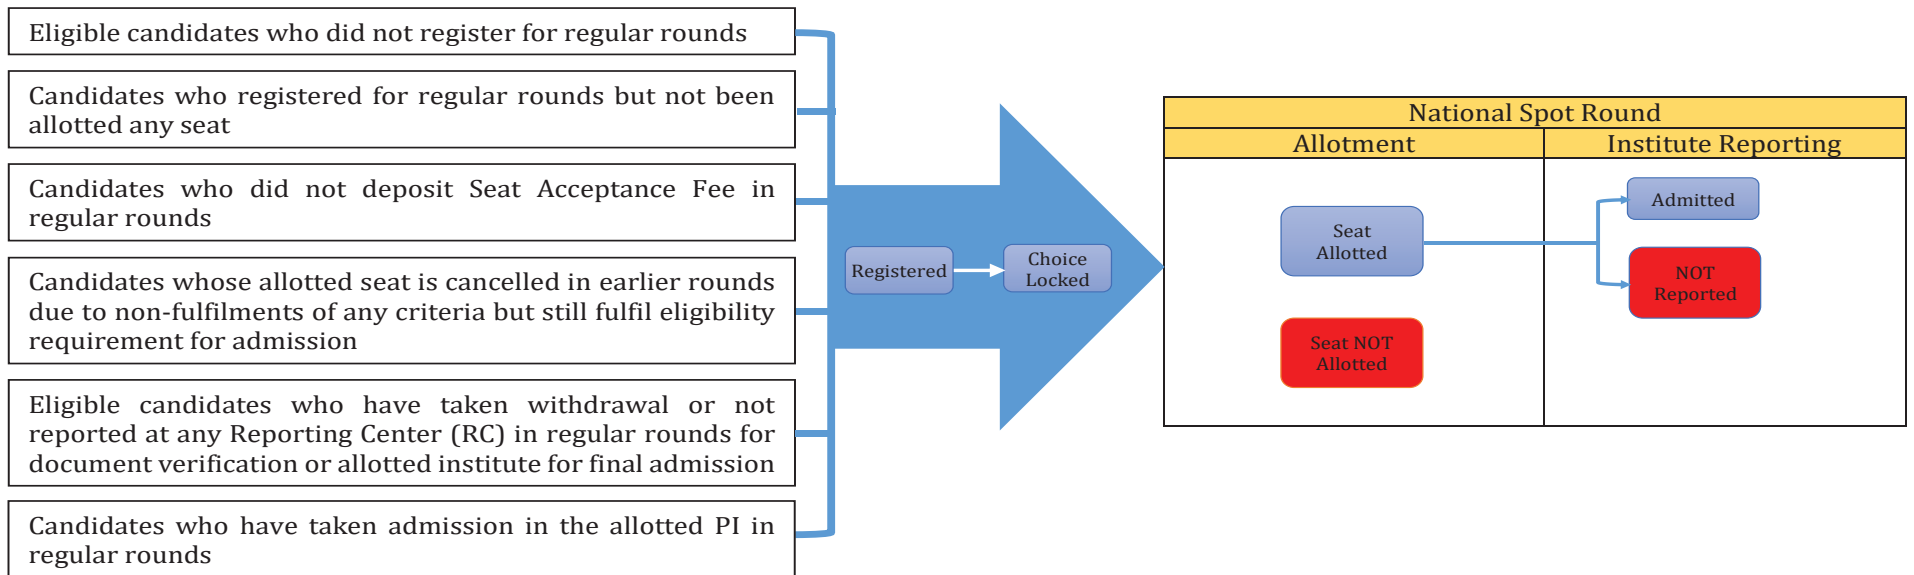 Eligible candidates who did not register for regular rounds
Candidates who registered for regular rounds but not been
allotted any seat
Candidates who did not deposit Seat Acceptance Fee in
regular rounds
Candidates whose allotted seat is cancelled in earlier rounds
due to non-fulfilments of any criteria but still fulfil eligibility
requirement for admission
Eligible candidates who have taken withdrawal or not
reported at any Reporting Center (RC) in regular rounds for
document verification or allotted institute for final admission
Candidates who have taken admission in the allotted PI in
regular rounds
Registered
Choice
Locked
National Spot Round
Allotment
Institute Reporting
Seat
Allotted
Seat NOT
Allotted
Admitted
NOT
Reported